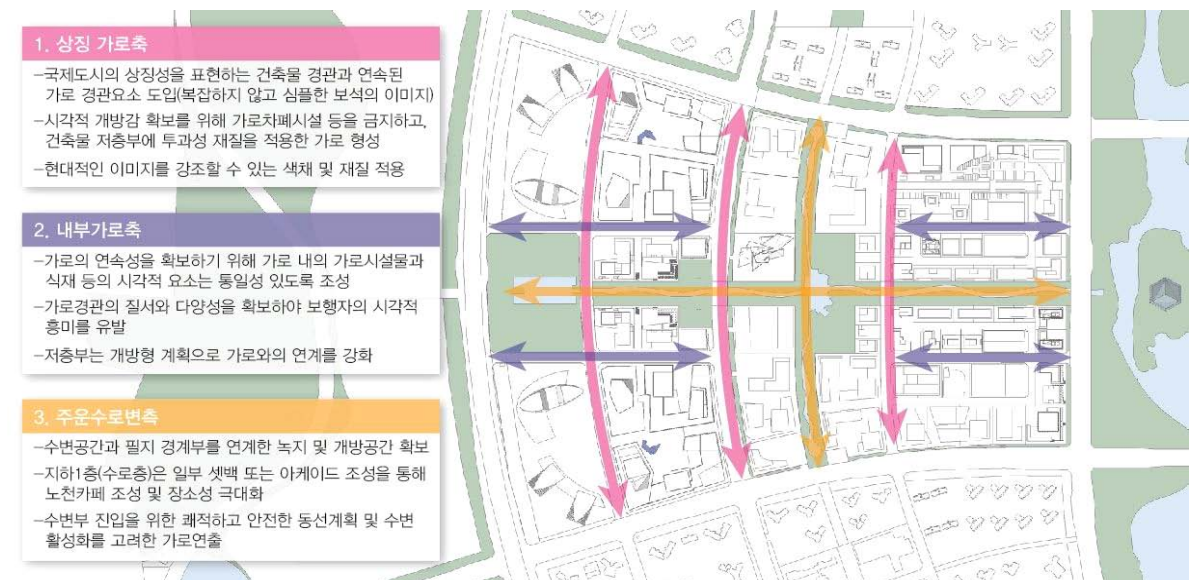 1. 상징 가로축
-국제도시의 상징성을 표현하는 건축물 경관과 연속된
가로 경관요소 도입(복잡하지 않고 심플한 보석의 이미지)
-시각적 개방감 확보를 위해 가로차폐시설 등을 금지하고,
건축물 저층부에 투과성 재질을 적용한 가로 형성
-현대적인 이미지를 강조할 수 있는 색채 및 재질 적용
2. 내부가로축
-가로의 연속성을 확보하기 위해 가로 내의 가로시설물과
식재 등의 시각적 요소는 통일성 있도록 조성
-가로경관의 질서와 다양성을 확보하야 보행자의 시각적
흥미를 유발
-저층부는 개방형 계획으로 가로와의 연계를 강화
3. 주운수로변측
-수변공간과 필지 경계부를 연계한 녹지 및 개방공간 확보
-지하1층(수로층)은 일부 셋백 또는 아케이드 조성을 통해
노천카페 조성 및 장소성 극대화
-수변부 진입을 위한 쾌적하고 안전한 동선계획 및 수변
활성화를 고려한 가로연출